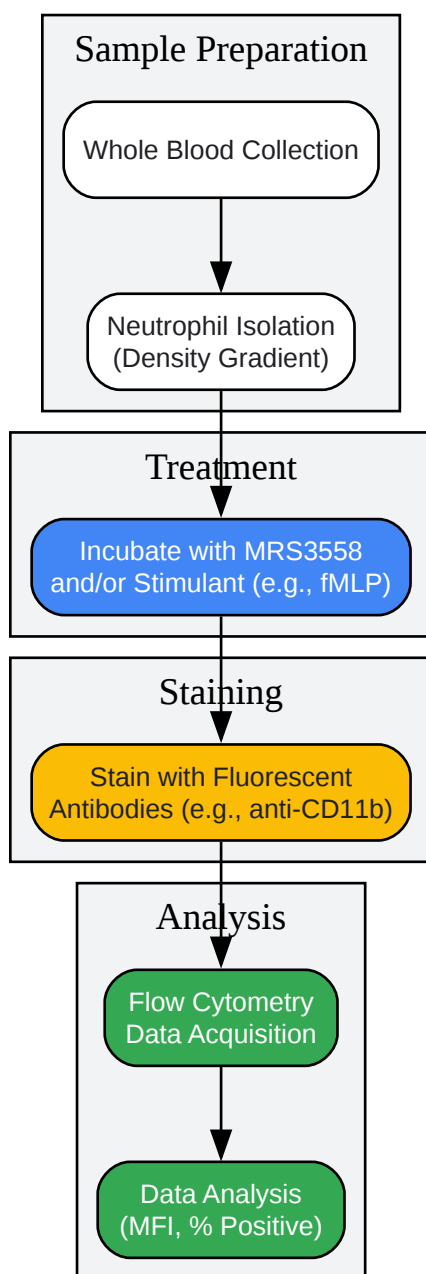 Sample Preparation
Whole Blood Collection
Neutrophil Isolation
(Density Gradient)
Treatment
Incubate with MRS3558
and/or Stimulant (e.g., fMLP)
Staining
Stain with Fluorescent
Antibodies (e.g., anti-CD11b)
Analysis
Flow Cytometry
Data Acquisition
Data Analysis
(MFI, % Positive)